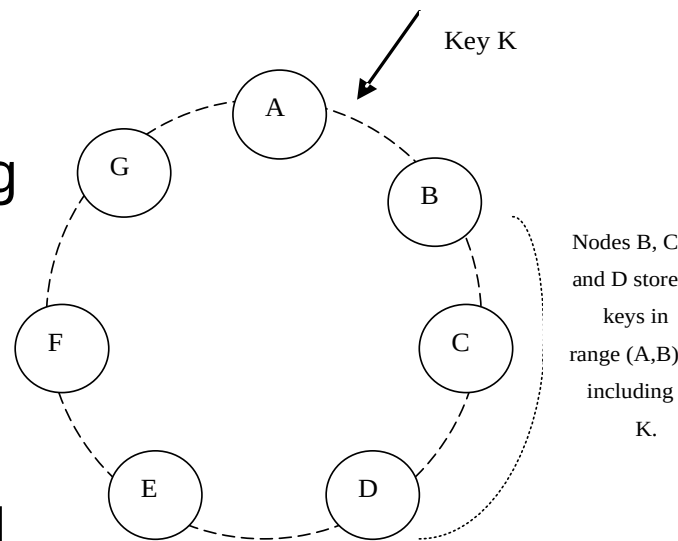 Key K
A
G
B
g
Nodes B, C
and D store
keys in
range (A,B)
including
K.
F
C
E
D